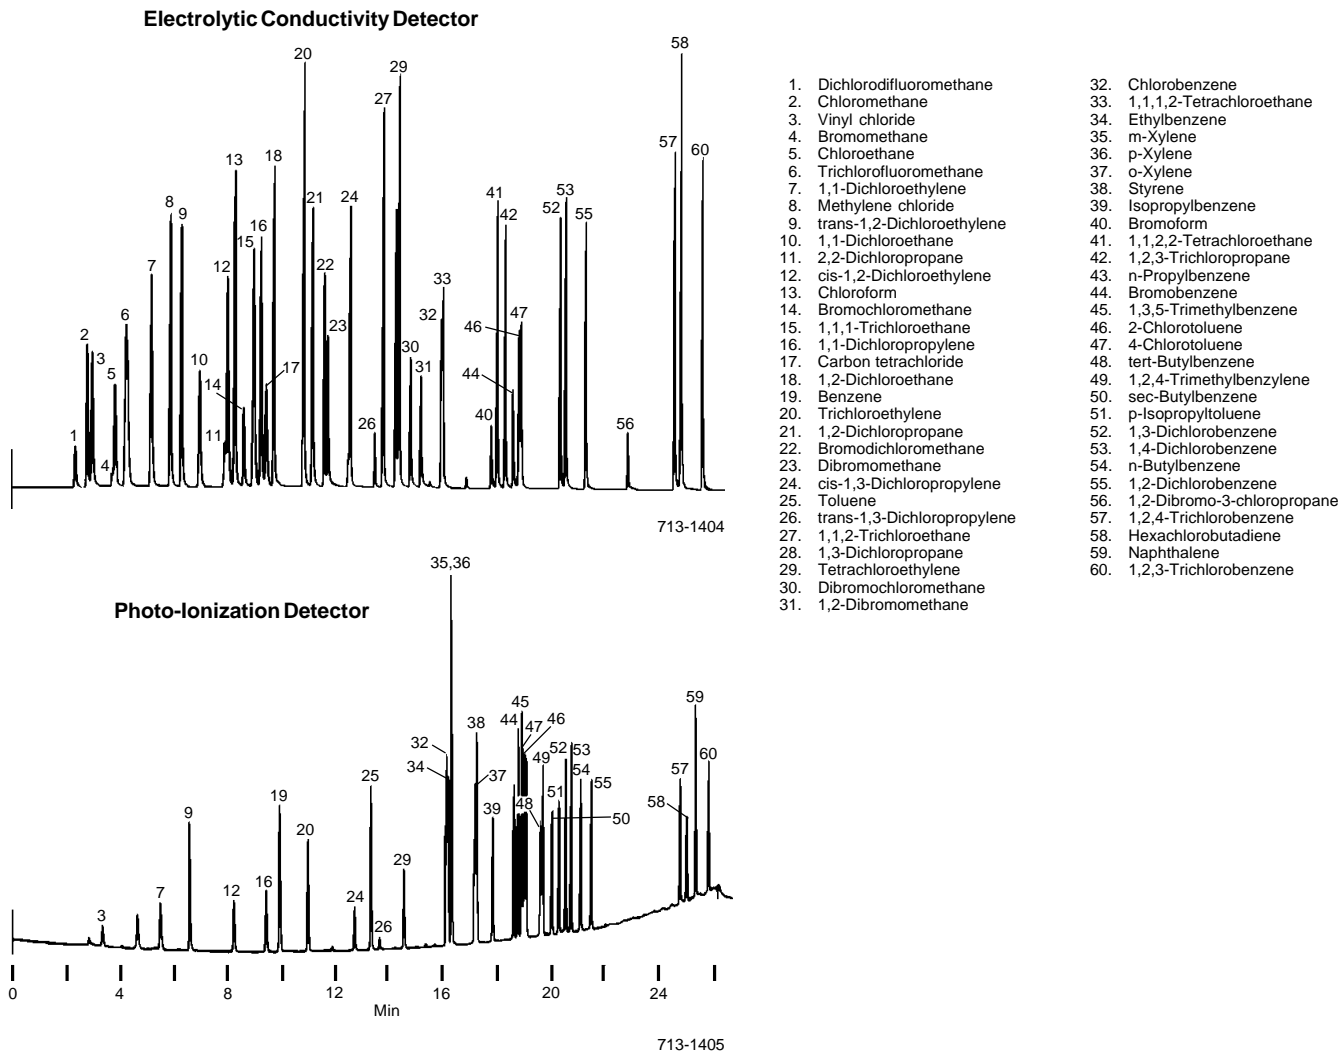 Electrolytic Conductivity Detector
58
20
29
27
13
18
57
60
8
9
24
41
53
52
42
55
21
16
15
7
12
22
33
6
32
47
46
2
3
23
30
10
17
31
5
14
44
1
4
11
26
40
56
713-1404
1. Dichlorodifluoromethane
2. Chloromethane
3. Vinyl chloride
4. Bromomethane
5. Chloroethane
6. Trichlorofluoromethane
7. 1,1-Dichloroethylene
8. Methylene chloride
9. trans-1,2-Dichloroethylene
10. 1,1-Dichloroethane
11. 2,2-Dichloropropane
12. cis-1,2-Dichloroethylene
13. Chloroform
14. Bromochloromethane
15. 1,1,1-Trichloroethane
16. 1,1-Dichloropropylene
17. Carbon tetrachloride
18. 1,2-Dichloroethane
19. Benzene
20. Trichloroethylene
21. 1,2-Dichloropropane
22. Bromodichloromethane
23. Dibromomethane
24. cis-1,3-Dichloropropylene
25. Toluene
26. trans-1,3-Dichloropropylene
27. 1,1,2-Trichloroethane
28. 1,3-Dichloropropane
29. Tetrachloroethylene
30. Dibromochloromethane
31. 1,2-Dibromomethane
32. Chlorobenzene
33. 1,1,1,2-Tetrachloroethane
34. Ethylbenzene
35. m-Xylene
36. p-Xylene
37. o-Xylene
38. Styrene
39. Isopropylbenzene
40. Bromoform
41. 1,1,2,2-Tetrachloroethane
42. 1,2,3-Trichloropropane
43. n-Propylbenzene
44. Bromobenzene
45. 1,3,5-Trimethylbenzene
46. 2-Chlorotoluene
47. 4-Chlorotoluene
48. tert-Butylbenzene
49. 1,2,4-Trimethylbenzylene
50. sec-Butylbenzene
51. p-Isopropyltoluene
52. 1,3-Dichlorobenzene
53. 1,4-Dichlorobenzene
54. n-Butylbenzene
55. 1,2-Dichlorobenzene
56. 1,2-Dibromo-3-chloropropane
57. 1,2,4-Trichlorobenzene
58. Hexachlorobutadiene
59. Naphthalene
60. 1,2,3-Trichlorobenzene
Photo-Ionization Detector
35,36
59
45
44
47
46
38
32
34
37
49
52
53
54
55
57
60
58
25
19
9
20
39
48
51
50
29
7
12
16
24
3
26
0 4 8 12 16 20 24
Min
713-1405